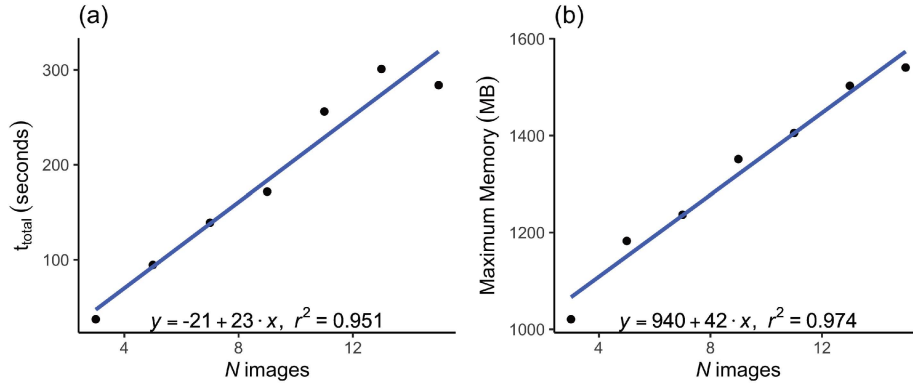 (a)
300
200
100
t_total (seconds)
y = -21 + 23 · x, r² = 0.951
4 8 12
N images
(b)
1600
1400
1200
1000
Maximum Memory (MB)
y = 940 + 42 · x, r² = 0.974
4 8 12
N images